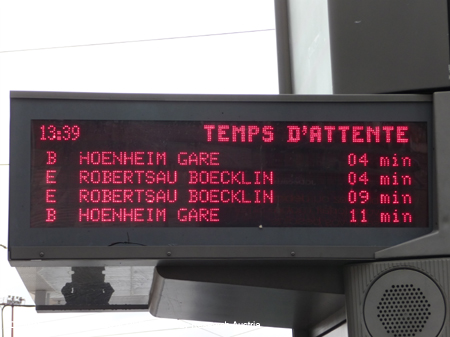 13:39 TEMPS D'ATTENTE
B HOENHEIM GARE 04 min
E ROBERTSAU BOECKLIN 04 min
E ROBERTSAU BOECKLIN 09 min
B HOENHEIM GARE 11 min
Austria